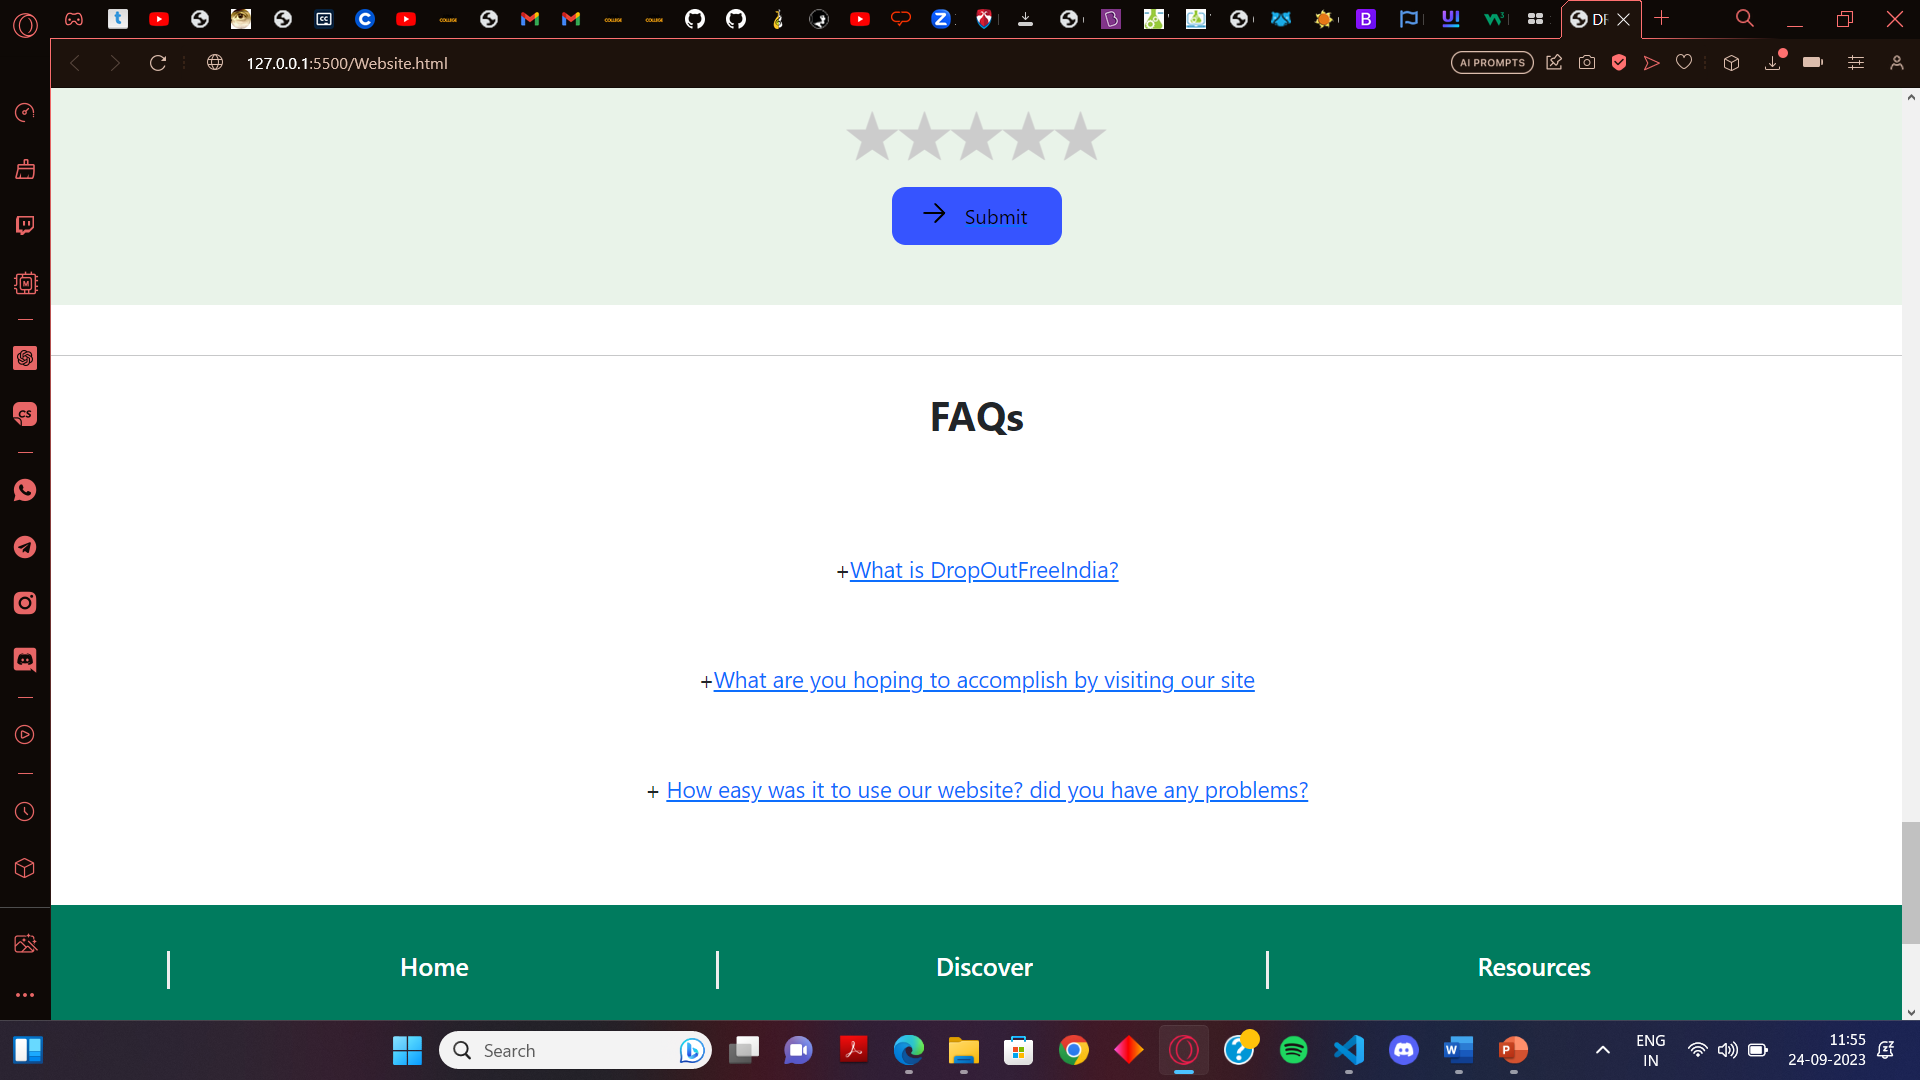 DF
127.0.0.1:5500/Website.html
AI PROMPTS
Submit
FAQs
+What is DropOutFreeIndia?
+What are you hoping to accomplish by visiting our site
+ How easy was it to use our website? did you have any problems?
Home
Discover
Resources
Search
ENG
IN
11:55
24-09-2023